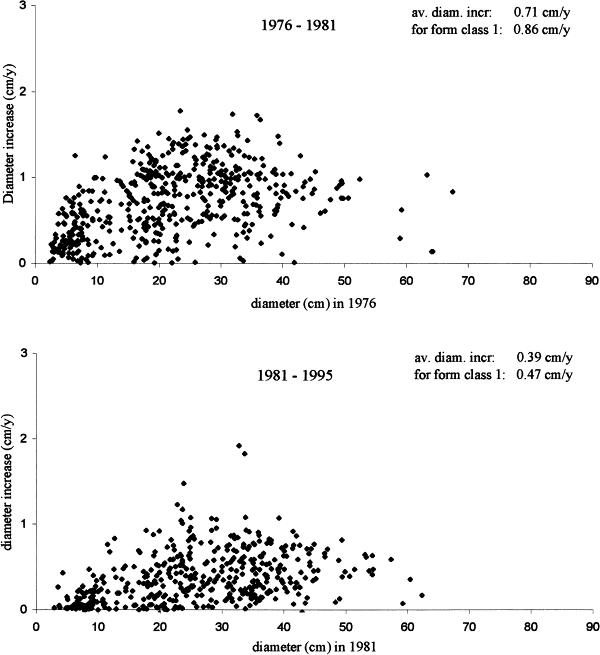 3
av. diam. incr: 0.71 cm/y
1976 - 1981
for form class 1: 0.86 cm/y
Diameter increase (cm/y)
2
1
0
0 10 20 30 40 50 60 70 80 90
diameter (cm) in 1976
3
av. diam. incr: 0.39 cm/y
1981 - 1995
for form class 1: 0.47 cm/y
diameter increase (cm/y)
2
1
0
0 10 20 30 40 50 60 70 80 90
diameter (cm) in 1981